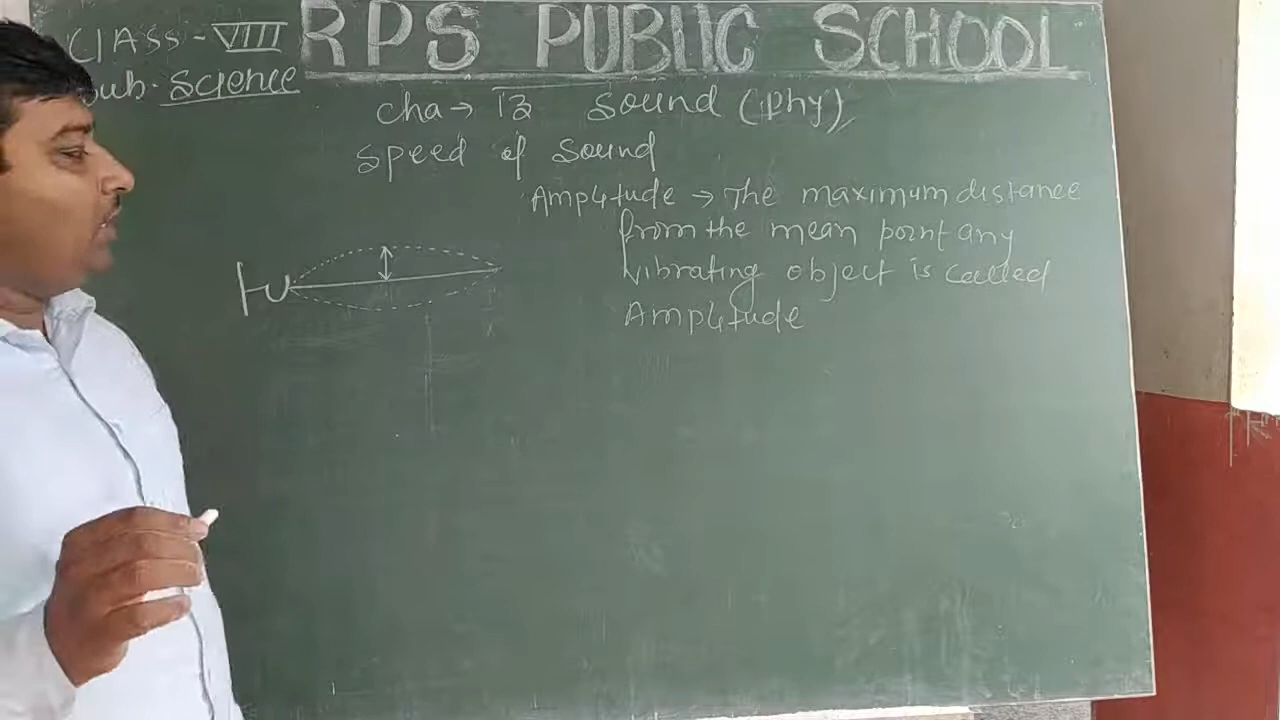 RPS PUBLIC SCHOOL
CLASS - VIII
Sub. Science
Cha → 13 Sound (Phy)
Speed of Sound
Amplitude → The maximum distance
from the mean point any
vibrating object is called
Amplitude